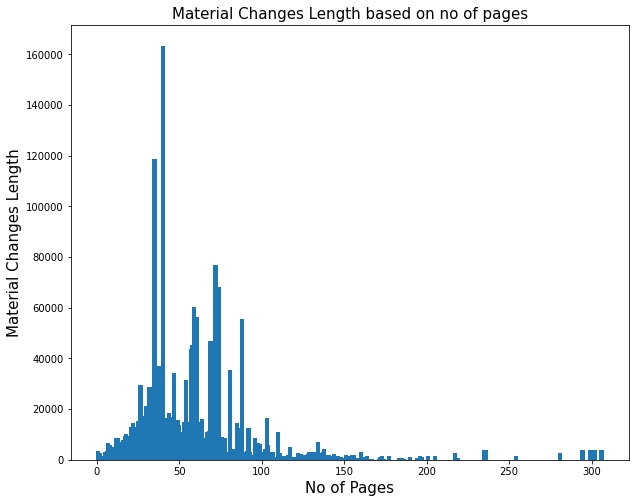 Material Changes Length based on no of pages
Material Changes Length
160000
140000
120000
100000
80000
60000
40000
20000
0
0 50 100 150 200 250 300
No of Pages